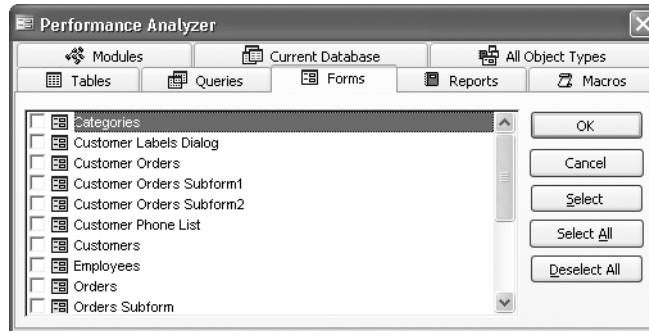 Performance Analyzer
Modules Current Database All Object Types
Tables Queries Forms Reports Macros
Categories
Customer Labels Dialog
Customer Orders
Customer Orders Subform1
Customer Orders Subform2
Customer Phone List
Customers
Employees
Orders
Orders Subform
OK
Cancel
Select
Select All
Deselect All